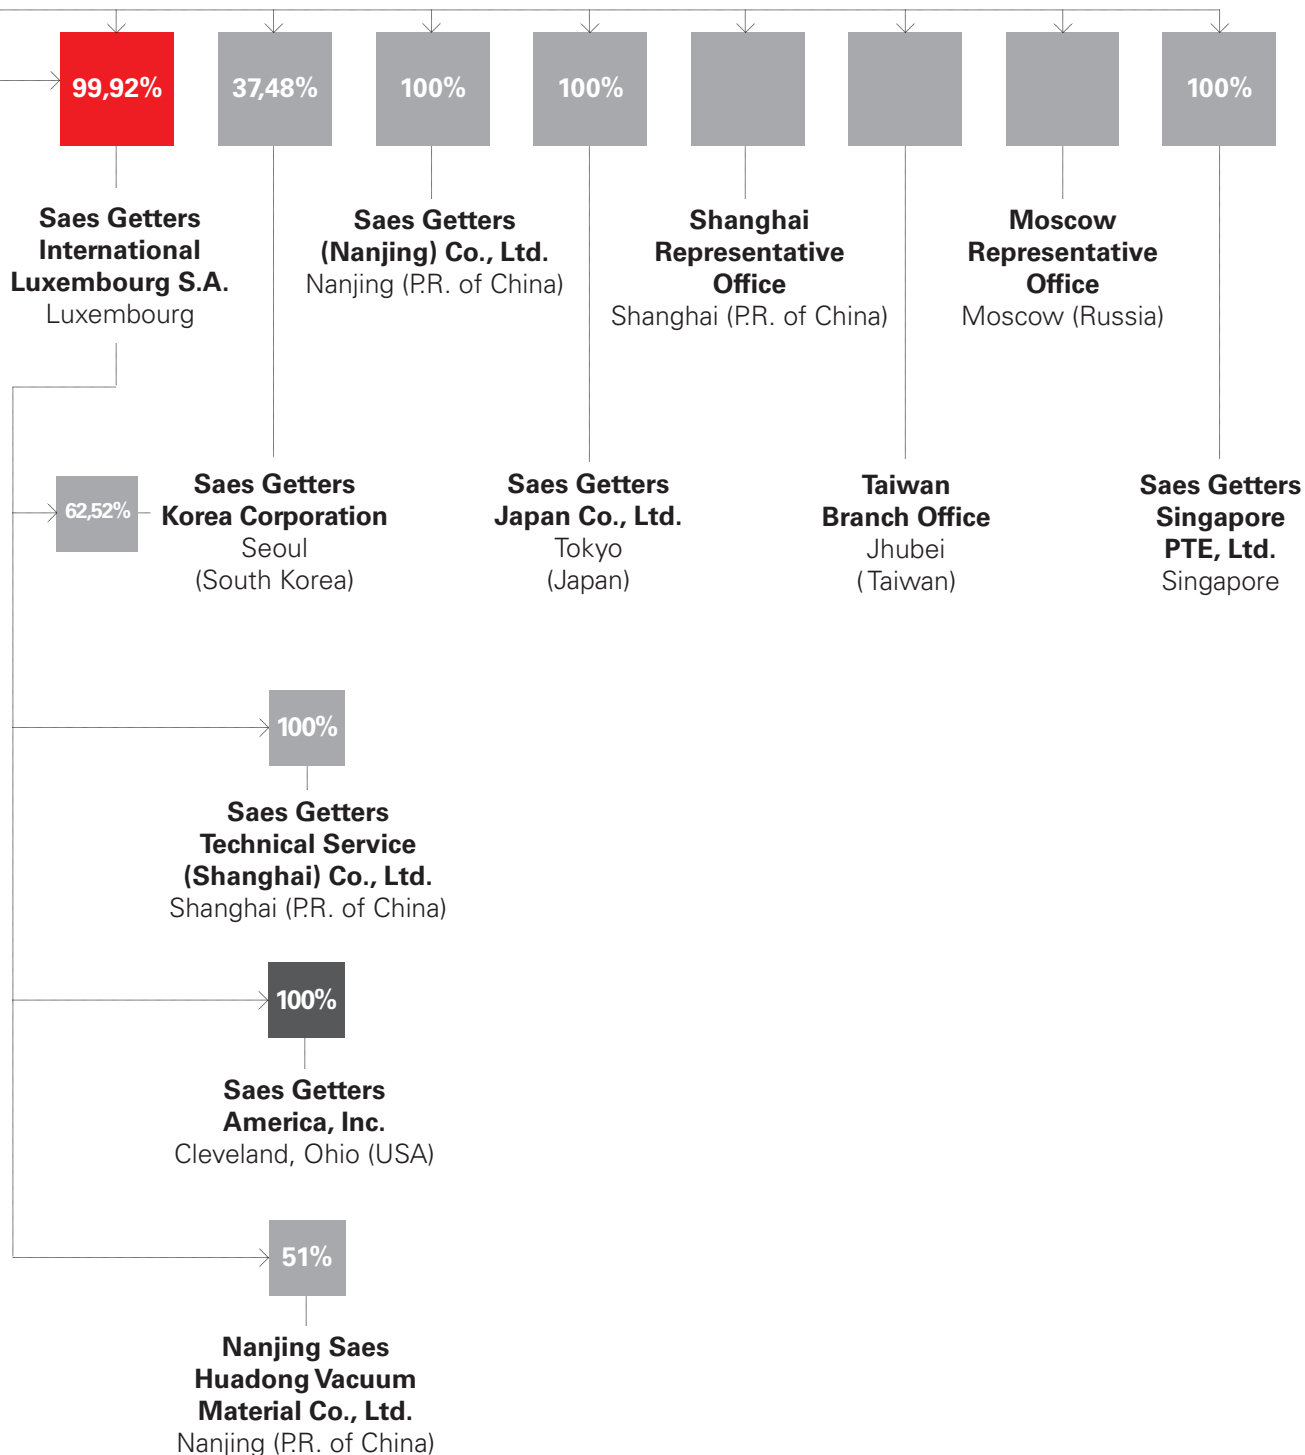 99,92%
37,48%
100%
100%
100%
Saes Getters
International
Luxembourg S.A.
Luxembourg
Saes Getters
(Nanjing) Co., Ltd.
Nanjing (P.R. of China)
Shanghai
Representative
Office
Shanghai (P.R. of China)
Moscow
Representative
Office
Moscow (Russia)
62,52%
Saes Getters
Korea Corporation
Seoul
(South Korea)
Saes Getters
Japan Co., Ltd.
Tokyo
(Japan)
Taiwan
Branch Office
Jhubei
(Taiwan)
Saes Getters
Singapore
PTE, Ltd.
Singapore
100%
Saes Getters
Technical Service
(Shanghai) Co., Ltd.
Shanghai (P.R. of China)
100%
Saes Getters
America, Inc.
Cleveland, Ohio (USA)
51%
Nanjing Saes
Huadong Vacuum
Material Co., Ltd.
Nanjing (P.R. of China)